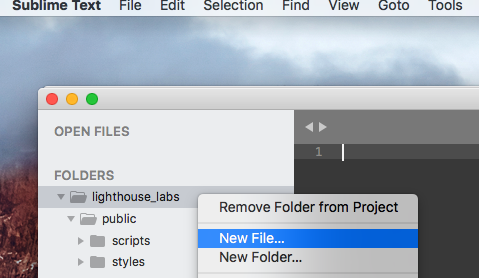 Sublime Text File Edit Selection Find View Goto Tools
OPEN FILES
1
FOLDERS
lighthouse_labs
Remove Folder from Project
public
New File...
scripts
New Folder...
styles